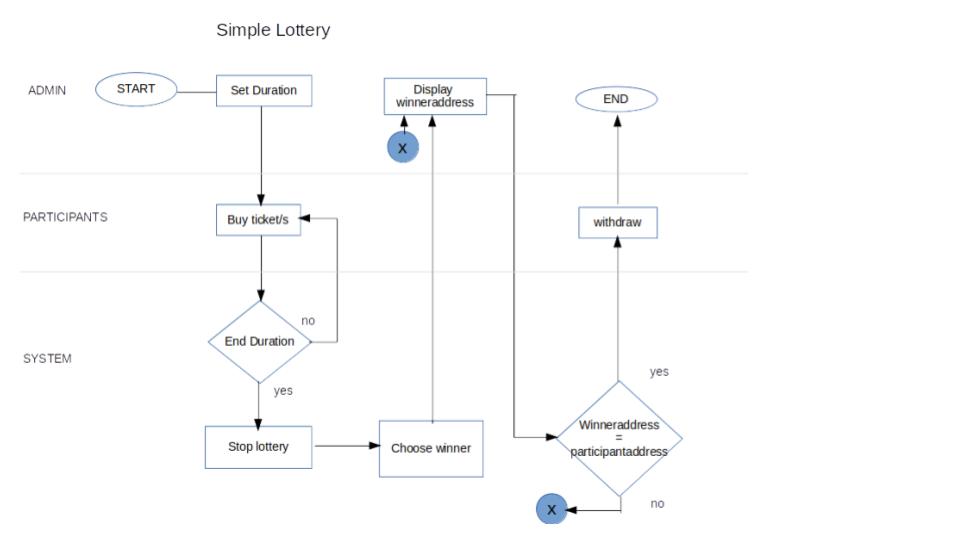 Simple Lottery
ADMIN
START
Set Duration
Display
winneraddress
END
X
PARTICIPANTS
Buy ticket/s
withdraw
no
End Duration
SYSTEM
yes
yes
Stop lottery
Choose winner
Winneraddress
=
participantaddress
X
no